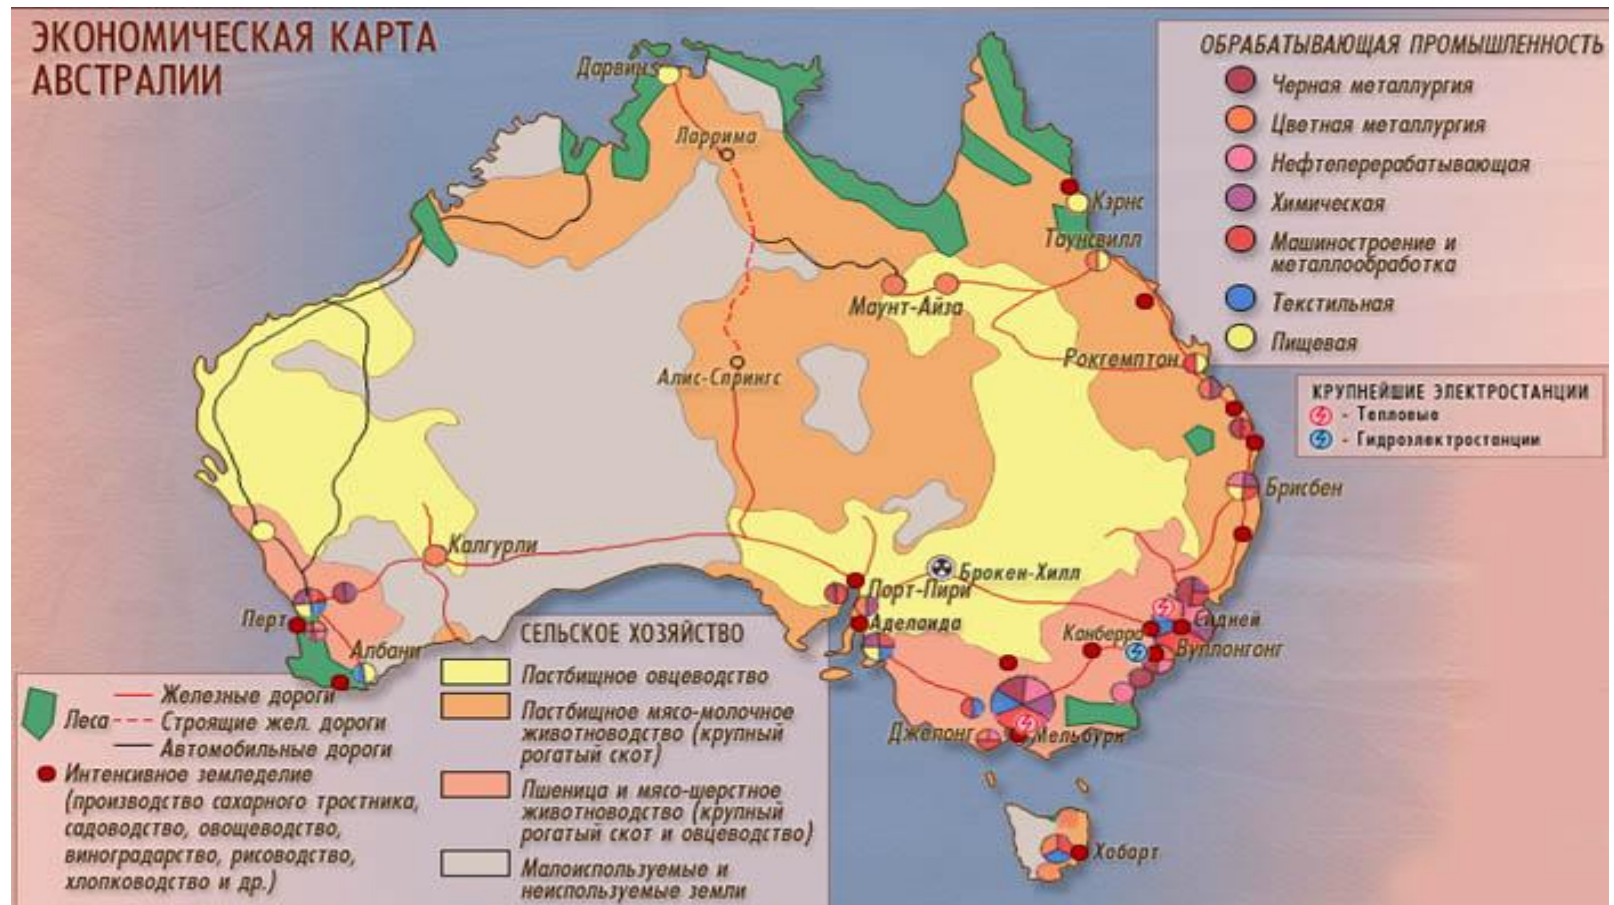 ЭКОНОМИЧЕСКАЯ КАРТА
АВСТРАЛИИ
ОБРАБАТЫВАЮЩАЯ ПРОМЫШЛЕННОСТЬ
Черная металлургия
Цветная металлургия
Нефтеперерабатывающая
Химическая
Машиностроение и
металлообработка
Текстильная
Пищевая
КРУПНЕЙШИЕ ЭЛЕКТРОСТАНЦИИ
- Тепловые
- Гидроэлектростанции
Дарвин
Ларрима
Кэрнс
Таунсвилл
Маунт-Айза
Рокгемптон
Алис-Спрингс
Брисбен
Калгурли
Брокен-Хилл
Порт-Пири
Перт
Аделаида
Сидней
Канберра
Вуллонгонг
Албани
Джелонг
Мельбурн
Хобарт
Леса
Железные дороги
Строящие жел. дороги
Автомобильные дороги
Интенсивное земледелие
(производство сахарного тростника,
садоводство, овощеводство,
виноградарство, рисоводство,
хлопководство и др.)
СЕЛЬСКОЕ ХОЗЯЙСТВО
Пастбищное овцеводство
Пастбищное мясо-молочное
животноводство (крупный
рогатый скот)
Пшеница и мясо-шерстное
животноводство (крупный
рогатый скот и овцеводство)
Малоиспользуемые и
неиспользуемые земли